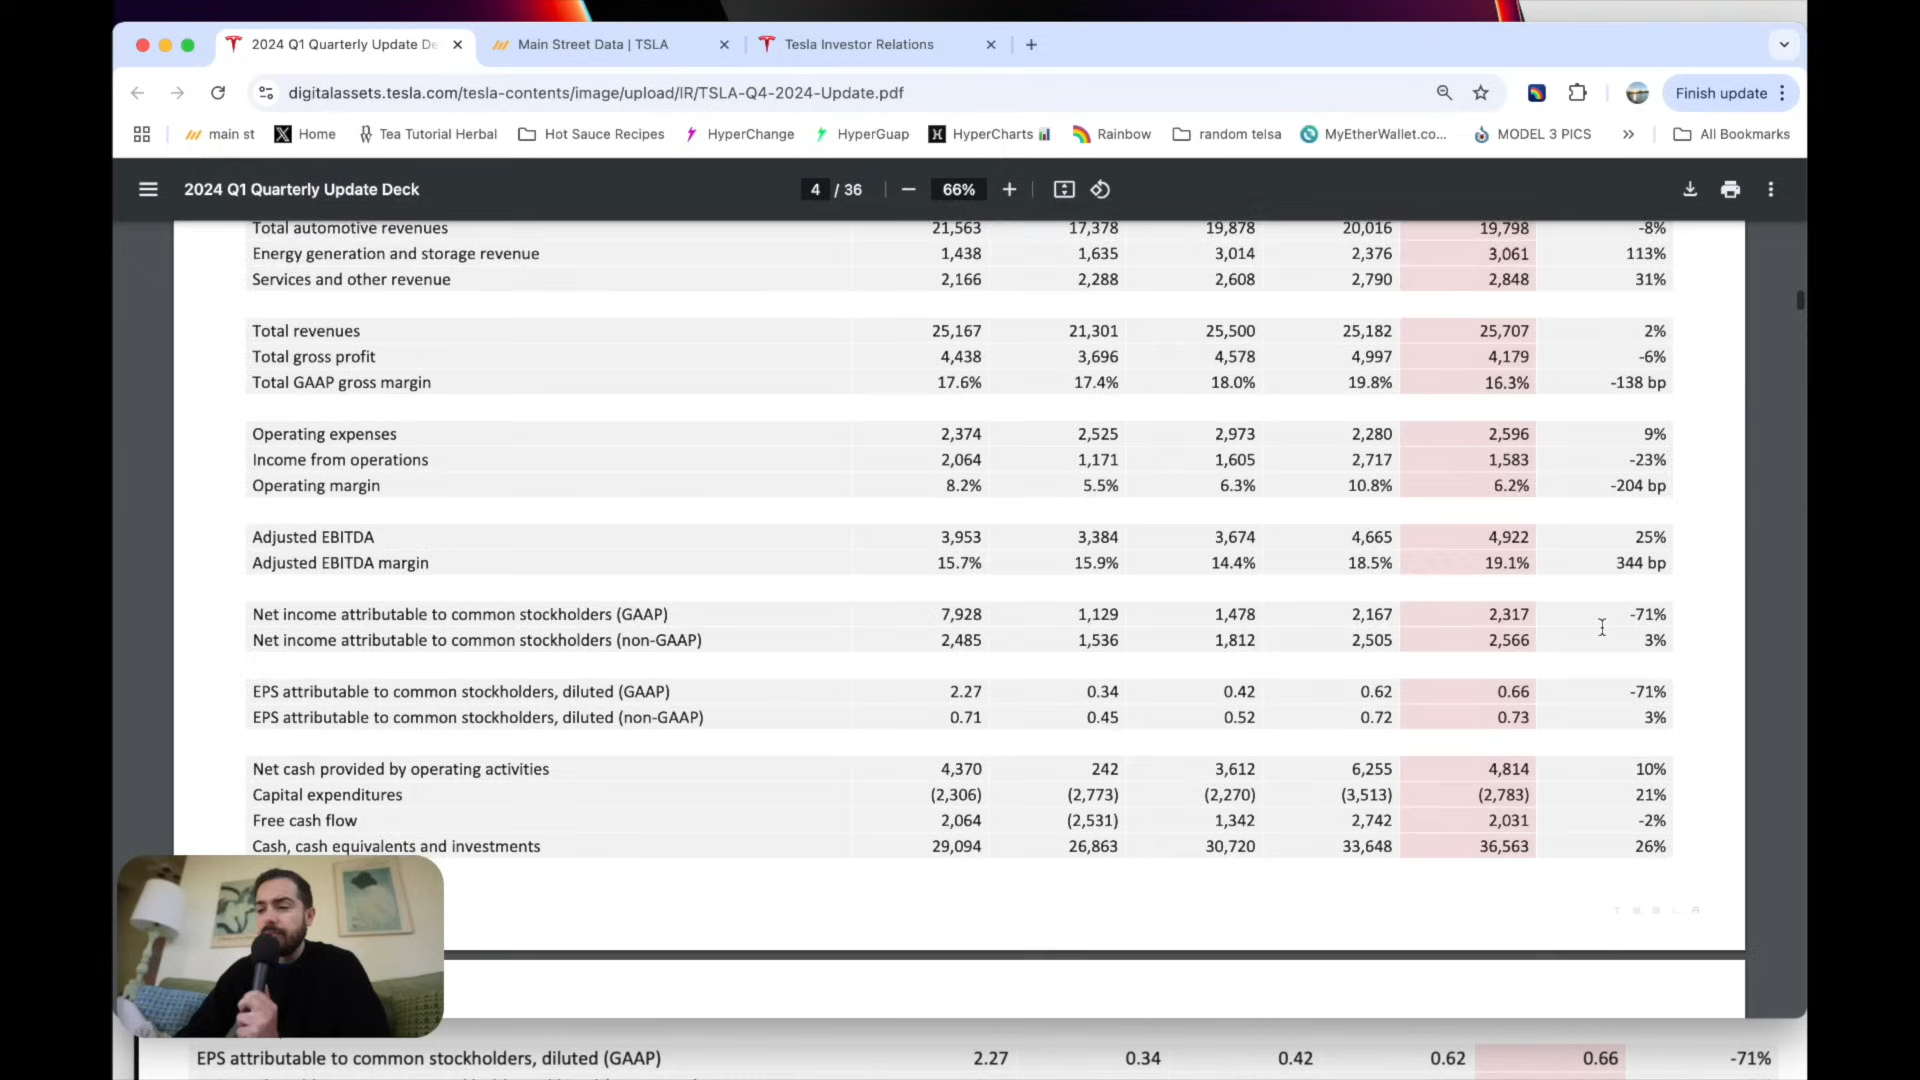 2024 Q1 Quarterly Update De
Main Street Data | TSLA
Tesla Investor Relations
digitalassets.tesla.com/tesla-contents/image/upload/IR/TSLA-Q4-2024-Update.pdf
Finish update
main st
Home
Tea Tutorial Herbal
Hot Sauce Recipes
HyperChange
HyperGuap
HyperCharts
Rainbow
random telsa
MyEtherWallet.co...
MODEL 3 PICS
All Bookmarks
2024 Q1 Quarterly Update Deck
4 / 36
66%
Total automotive revenues 21,563 17,378 19,878 20,016 19,798 -8%
Energy generation and storage revenue 1,438 1,635 3,014 2,376 3,061 113%
Services and other revenue 2,166 2,288 2,608 2,790 2,848 31%
Total revenues 25,167 21,301 25,500 25,182 25,707 2%
Total gross profit 4,438 3,696 4,578 4,997 4,179 -6%
Total GAAP gross margin 17.6% 17.4% 18.0% 19.8% 16.3% -138 bp
Operating expenses 2,374 2,525 2,973 2,280 2,596 9%
Income from operations 2,064 1,171 1,605 2,717 1,583 -23%
Operating margin 8.2% 5.5% 6.3% 10.8% 6.2% -204 bp
Adjusted EBITDA 3,953 3,384 3,674 4,665 4,922 25%
Adjusted EBITDA margin 15.7% 15.9% 14.4% 18.5% 19.1% 344 bp
Net income attributable to common stockholders (GAAP) 7,928 1,129 1,478 2,167 2,317 -71%
Net income attributable to common stockholders (non-GAAP) 2,485 1,536 1,812 2,505 2,566 3%
EPS attributable to common stockholders, diluted (GAAP) 2.27 0.34 0.42 0.62 0.66 -71%
EPS attributable to common stockholders, diluted (non-GAAP) 0.71 0.45 0.52 0.72 0.73 3%
Net cash provided by operating activities 4,370 242 3,612 6,255 4,814 10%
Capital expenditures (2,306) (2,773) (2,270) (3,513) (2,783) 21%
Free cash flow 2,064 (2,531) 1,342 2,742 2,031 -2%
Cash, cash equivalents and investments 29,094 26,863 30,720 33,648 36,563 26%
EPS attributable to common stockholders, diluted (GAAP) 2.27 0.34 0.42 0.62 0.66 -71%